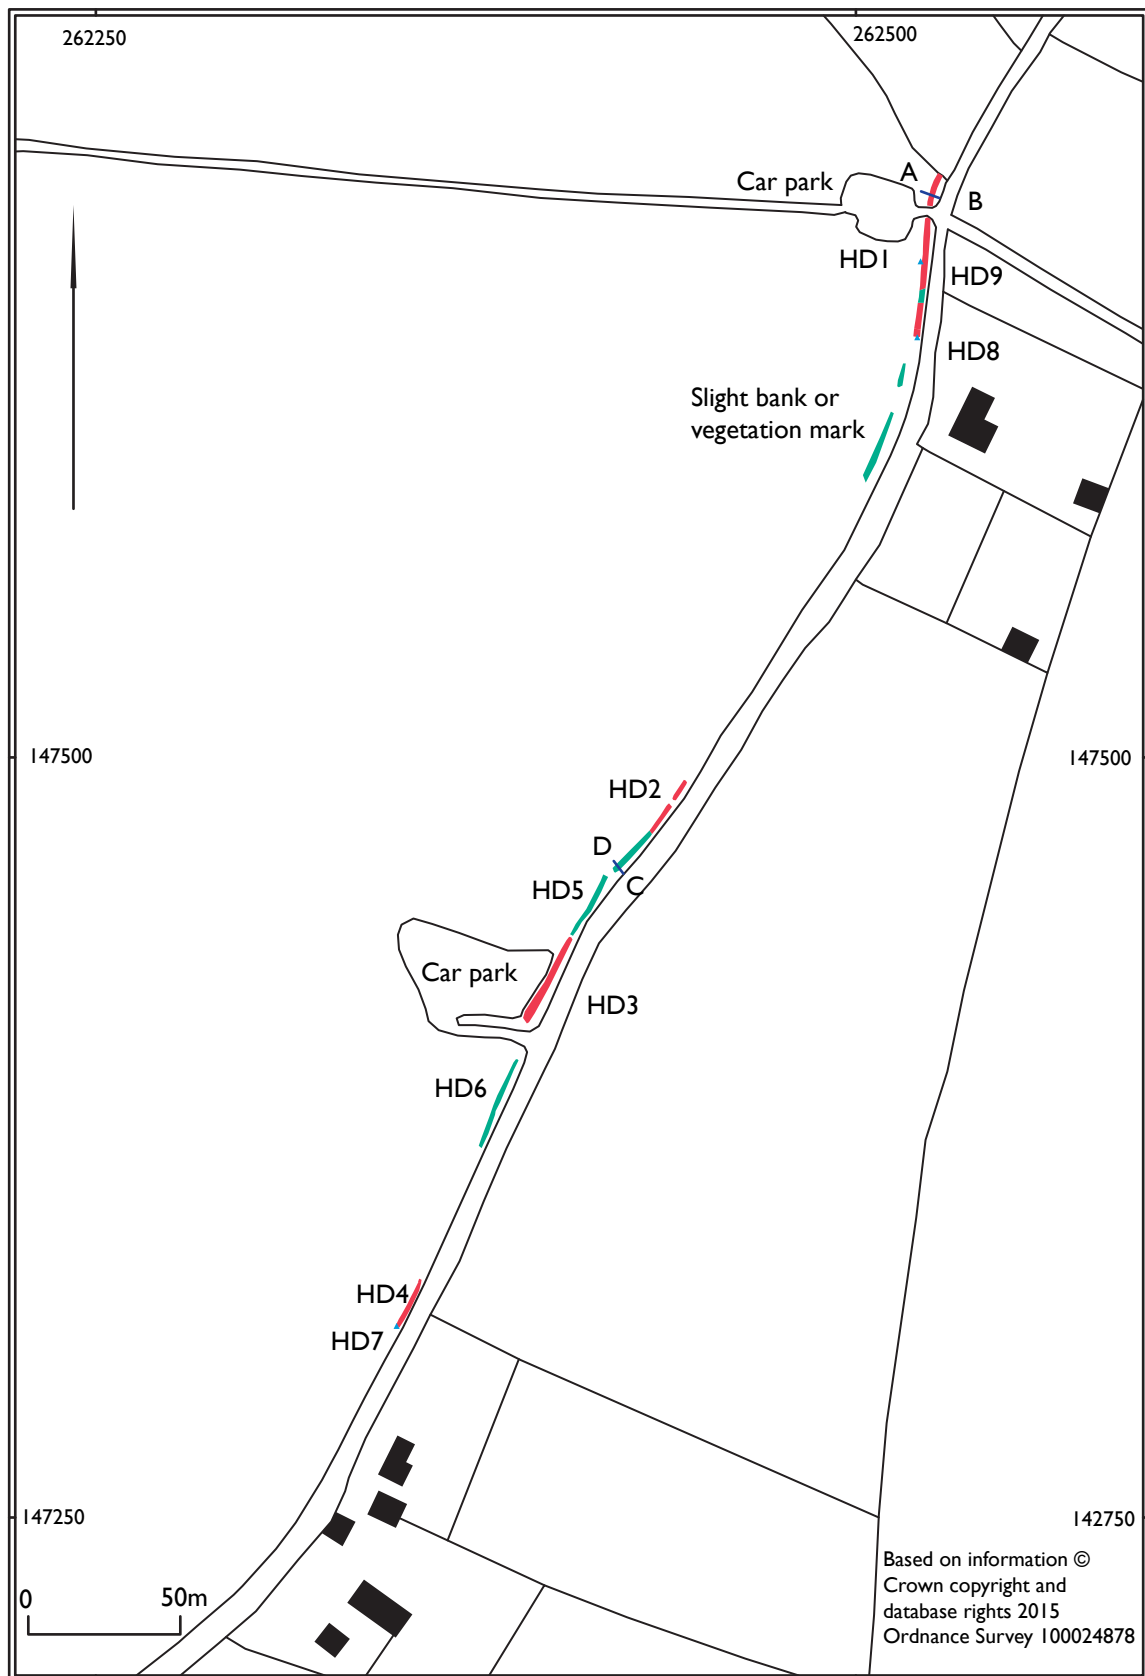 262250
262500
Car park
A
B
HD1
HD9
HD8
Slight bank or
vegetation mark
147500
147500
HD2
D
C
HD5
Car park
HD3
HD6
HD4
HD7
147250
142750
Based on information ©
Crown copyright and
database rights 2015
Ordnance Survey 100024878
0
50m